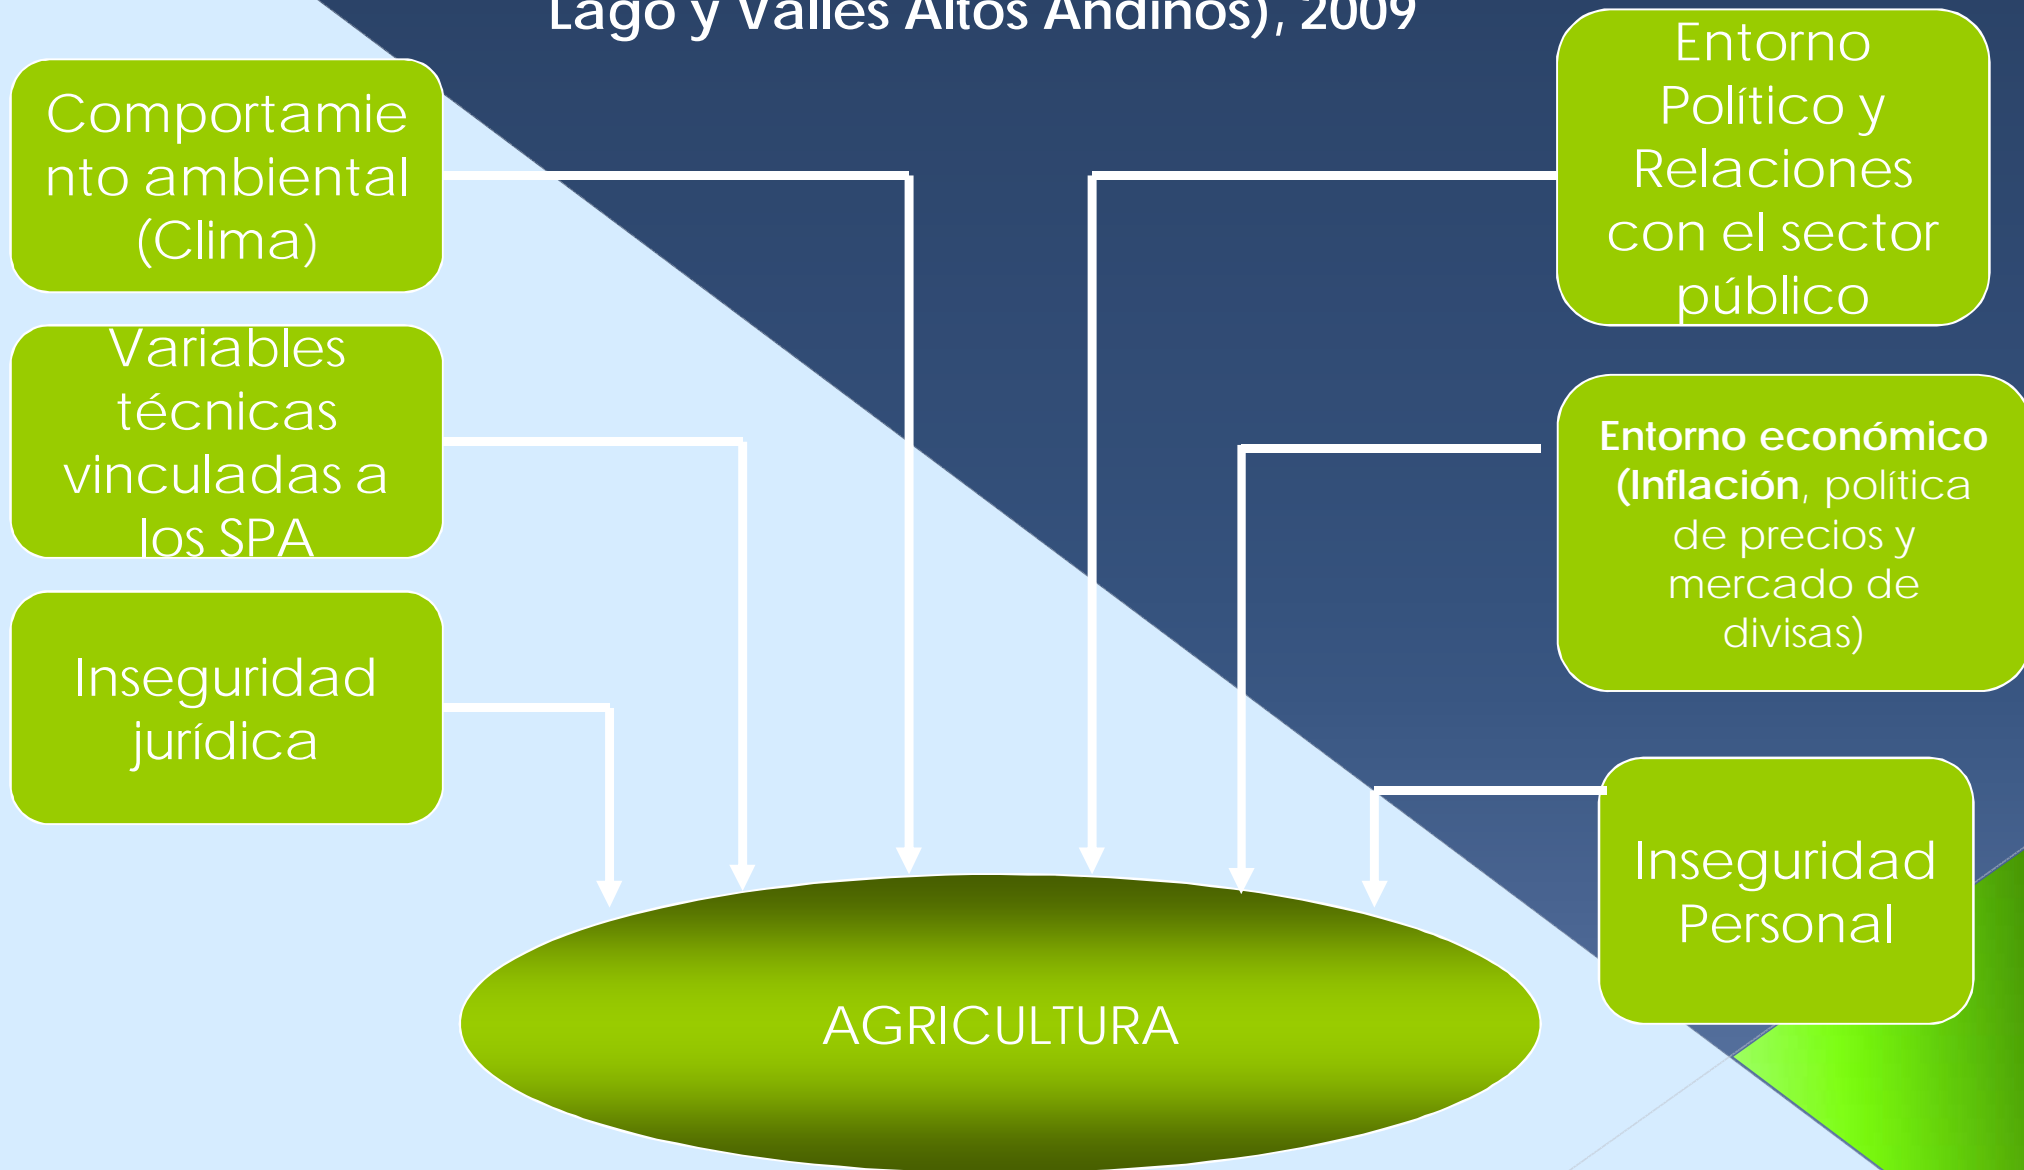 Lago y Valles Altos Andinos), 2009
Comportamie
nto ambiental
(Clima)
Variables
técnicas
vinculadas a
los SPA
Inseguridad
jurídica
Entorno
Político y
Relaciones
con el sector
público
Entorno económico
(Inflación, política
de precios y
mercado de
divisas)
Inseguridad
Personal
AGRICULTURA